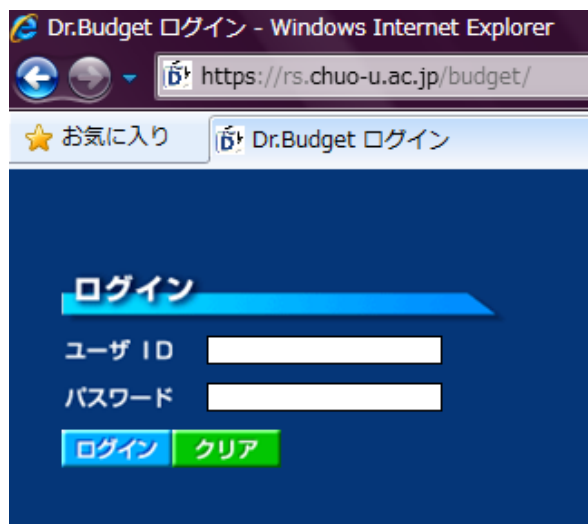 Dr.Budget ログイン - Windows Internet Explorer
https://rs.chuo-u.ac.jp/budget/
お気に入り Dr.Budget ログイン
ログイン
ユーザ ID
パスワード
ログイン クリア